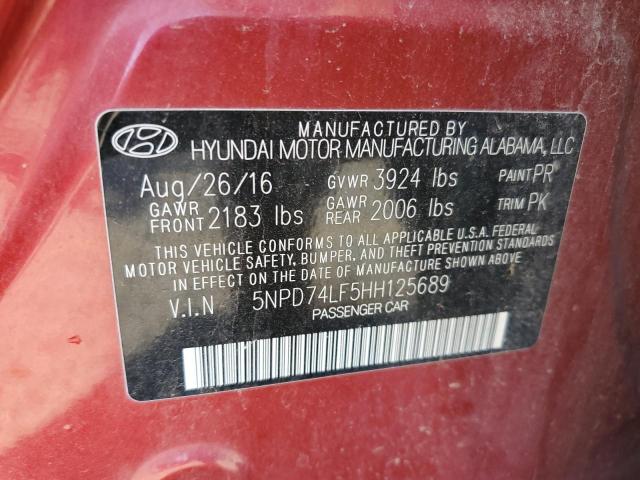 MANUFACTURED BY
HYUNDAI MOTOR MANUFACTURING ALABAMA, LLC
Aug/26/16 GVWR 3924 lbs PAINT PR
GAWR FRONT 2183 lbs GAWR REAR 2006 lbs TRIM PK
THIS VEHICLE CONFORMS TO ALL APPLICABLE U.S.A. FEDERAL
MOTOR VEHICLE SAFETY, BUMPER, AND THEFT PREVENTION STANDARDS
IN EFFECT ON THE DATE OF MANUFACTURE SHOWN ABOVE.
V.I.N 5NPD74LF5HH125689
PASSENGER CAR